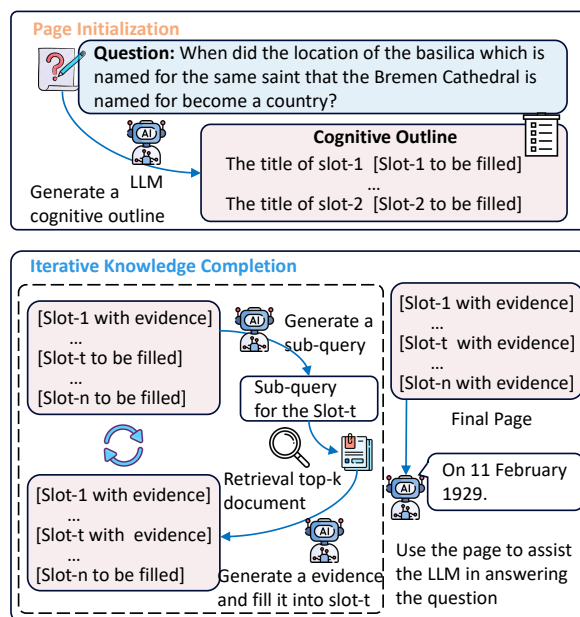 Page Initialization
Question: When did the location of the basilica which is
named for the same saint that the Bremen Cathedral is
named for become a country?
AI
LLM
Generate a
cognitive outline
Cognitive Outline
The title of slot-1 [Slot-1 to be filled]
...
The title of slot-2 [Slot-2 to be filled]
Iterative Knowledge Completion
[Slot-1 with evidence]
...
[Slot-t to be filled]
...
[Slot-n to be filled]
AI
Generate a
sub-query
Sub-query
for the Slot-t
Retrieval top-k
document
[Slot-1 with evidence]
...
[Slot-t with evidence]
...
[Slot-n to be filled]
AI
Generate a evidence
and fill it into slot-t
[Slot-1 with evidence]
...
[Slot-t with evidence]
...
[Slot-n with evidence]
Final Page
AI
On 11 February
1929.
Use the page to assist
the LLM in answering
the question